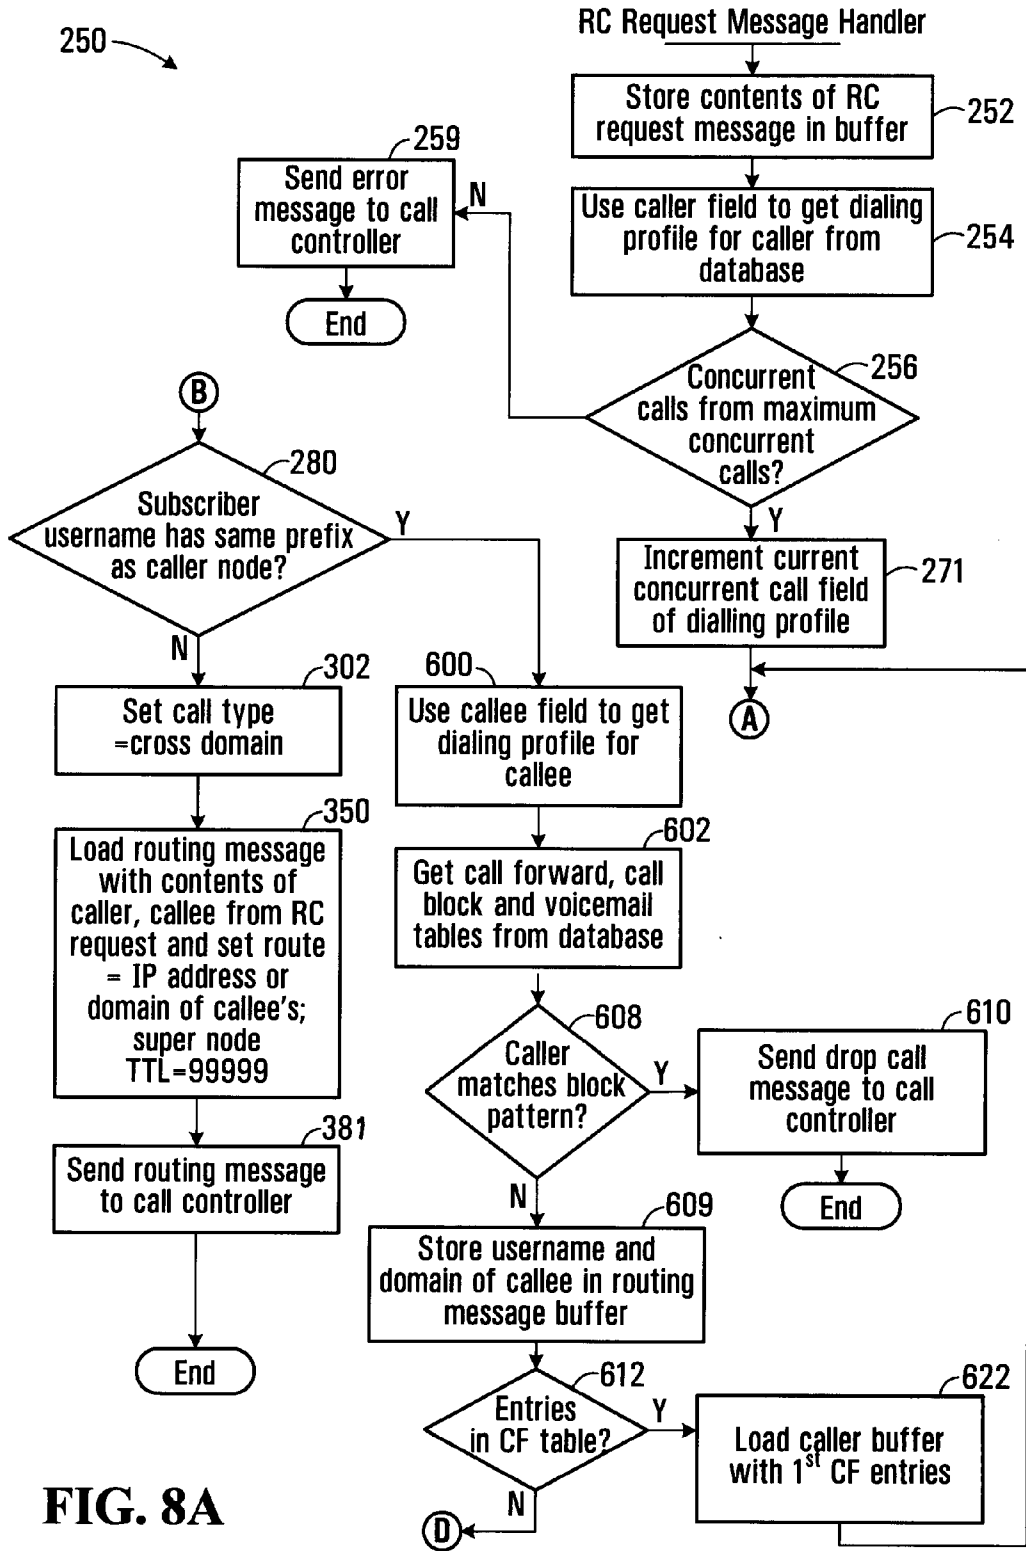 250
RC Request Message Handler
Store contents of RC
request message in buffer
252
Use caller field to get dialing
profile for caller from
database
254
259
Send error
message to call
controller
N
End
256
Concurrent
calls from maximum
concurrent
calls?
Y
Increment current
concurrent call field
of dialling profile
271
A
B
280
Subscriber
username has same prefix
as caller node?
Y
N
302
Set call type
=cross domain
350
Load routing message
with contents of
caller, callee from RC
request and set route
= IP address or
domain of callee's;
super node
TTL=99999
381
Send routing message
to call controller
End
600
Use callee field to get
dialing profile for
callee
602
Get call forward, call
block and voicemail
tables from database
608
Caller
matches block
pattern?
Y
610
Send drop call
message to call
controller
End
N
609
Store username and
domain of callee in routing
message buffer
612
Entries
in CF table?
Y
622
Load caller buffer
with 1st CF entries
N
D
FIG. 8A